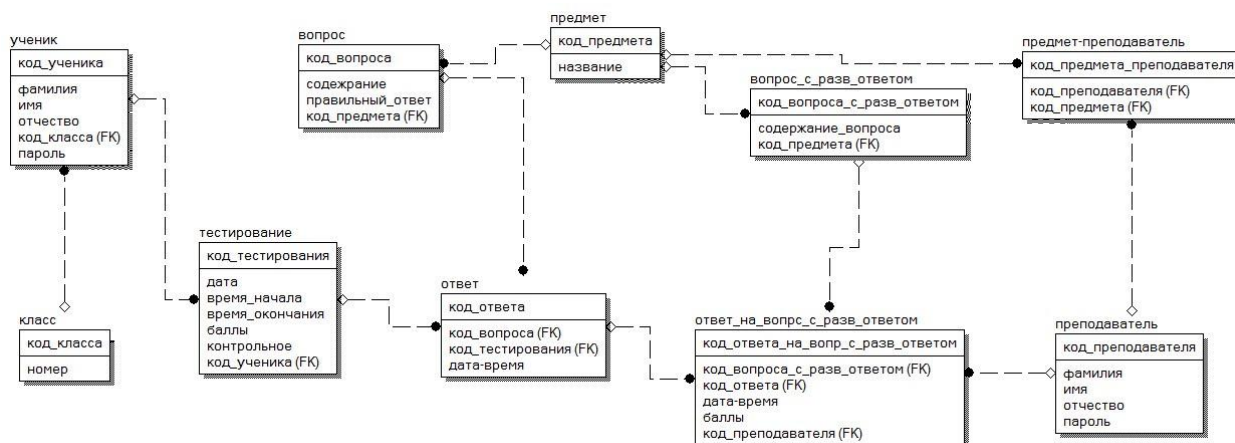 ученик
код_ученика
фамилия
имя
отчество
код_класса (FK)
пароль
вопрос
код_вопроса
содежрание
правильный_ответ
код_предмета (FK)
предмет
код_предмета
название
вопрос_с_разв_ответом
код_вопроса_с_разв_ответом
содержание_вопроса
код_предмета (FK)
предмет-преподаватель
код_предмета_преподавателя
код_преподавателя (FK)
код_предмета (FK)
класс
код_класса
номер
тестирование
код_тестирования
дата
время_начала
время_окончания
баллы
контрольное
код_ученика (FK)
ответ
код_ответа
код_вопроса (FK)
код_тестирования (FK)
дата-время
ответ_на_вопрс_с_разв_ответом
код_ответа_на_вопр_с_разв_ответом
код_вопроса_с_разв_ответом (FK)
код_ответа (FK)
дата-время
баллы
код_преподавателя (FK)
преподаватель
код_преподавателя
фамилия
имя
отчество
пароль